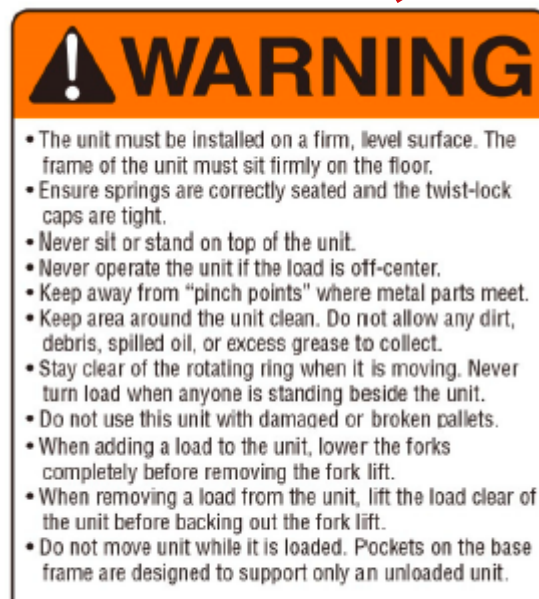 WARNING
• The unit must be installed on a firm, level surface. The
frame of the unit must sit firmly on the floor.
• Ensure springs are correctly seated and the twist-lock
caps are tight.
• Never sit or stand on top of the unit.
• Never operate the unit if the load is off-center.
• Keep away from “pinch points” where metal parts meet.
• Keep area around the unit clean. Do not allow any dirt,
debris, spilled oil, or excess grease to collect.
• Stay clear of the rotating ring when it is moving. Never
turn load when anyone is standing beside the unit.
• Do not use this unit with damaged or broken pallets.
• When adding a load to the unit, lower the forks
completely before removing the fork lift.
• When removing a load from the unit, lift the load clear of
the unit before backing out the fork lift.
• Do not move unit while it is loaded. Pockets on the base
frame are designed to support only an unloaded unit.